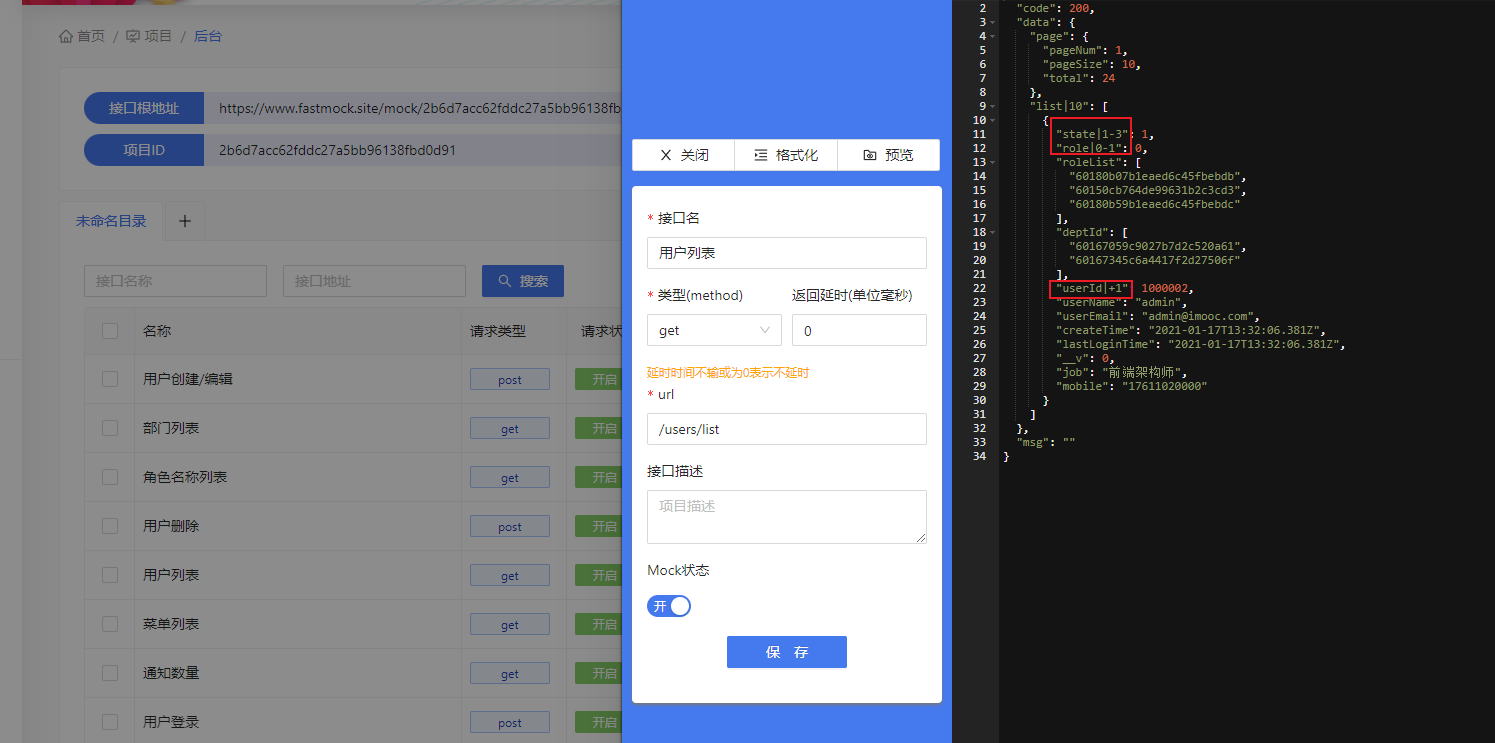 首页 / 项目 / 后台
接口根地址 https://www.fastmock.site/mock/2b6d7acc62fddc27a5bb96138fb
项目ID 2b6d7acc62fddc27a5bb96138fbd0d91
未命名目录 +
接口名称 接口地址 搜索
名称 请求类型 请求状
用户创建/编辑 post 开启
部门列表 get 开启
角色名称列表 get 开启
用户删除 post 开启
用户列表 get 开启
菜单列表 get 开启
通知数量 get 开启
用户登录 post 开启
关闭 格式化 预览
* 接口名
用户列表
* 类型(method) 返回延时(单位毫秒)
get 0
延时时间不输或为0表示不延时
* url
/users/list
接口描述
项目描述
Mock状态
开
保 存
2 "code": 200,
3 "data": {
4 "page": {
5 "pageNum": 1,
6 "pageSize": 10,
7 "total": 24
8 },
9 "list|10": [
10 {
11 "state|1-3": 1,
12 "role|0-1": 0,
13 "roleList": [
14 "60180b07b1eaed6c45fbebdb",
15 "60150cb764de99631b2c3cd3",
16 "60180b59b1eaed6c45fbebdc"
17 ],
18 "deptId": [
19 "60167059c9027b7d2c520a61",
20 "60167345c6a4417f2d27506f"
21 ],
22 "userId|+1" 1000002,
23 "userName": "admin",
24 "userEmail": "admin@imooc.com",
25 "createTime": "2021-01-17T13:32:06.381Z",
26 "lastLoginTime": "2021-01-17T13:32:06.381Z",
27 "__v": 0,
28 "job": "前端架构师",
29 "mobile": "17611020000"
30 }
31 ]
32 },
33 "msg": ""
34 }